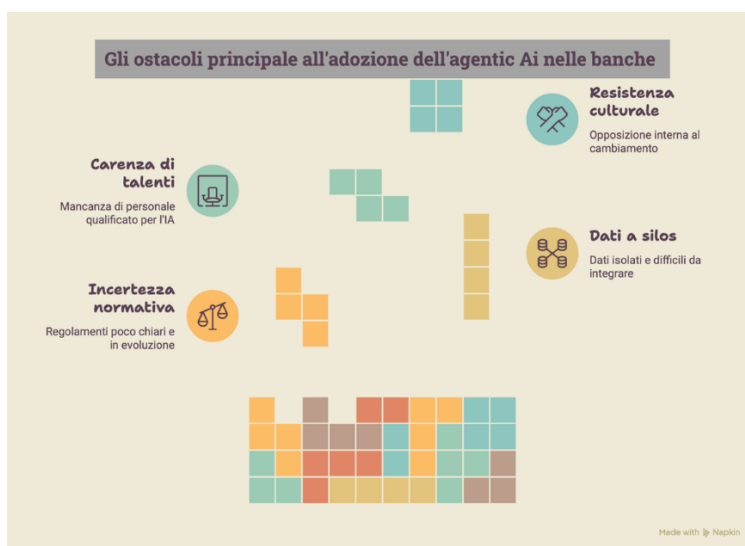 Gli ostacoli principale all'adozione dell'agentic Ai nelle banche
Resistenza
culturale
Opposizione interna al
cambiamento
Carenza di
talenti
Mancanza di personale
qualificato per l'IA
Dati a silos
Dati isolati e difficili da
integrare
Incertezza
normativa
Regolamenti poco chiari e
in evoluzione
Made with Napkin